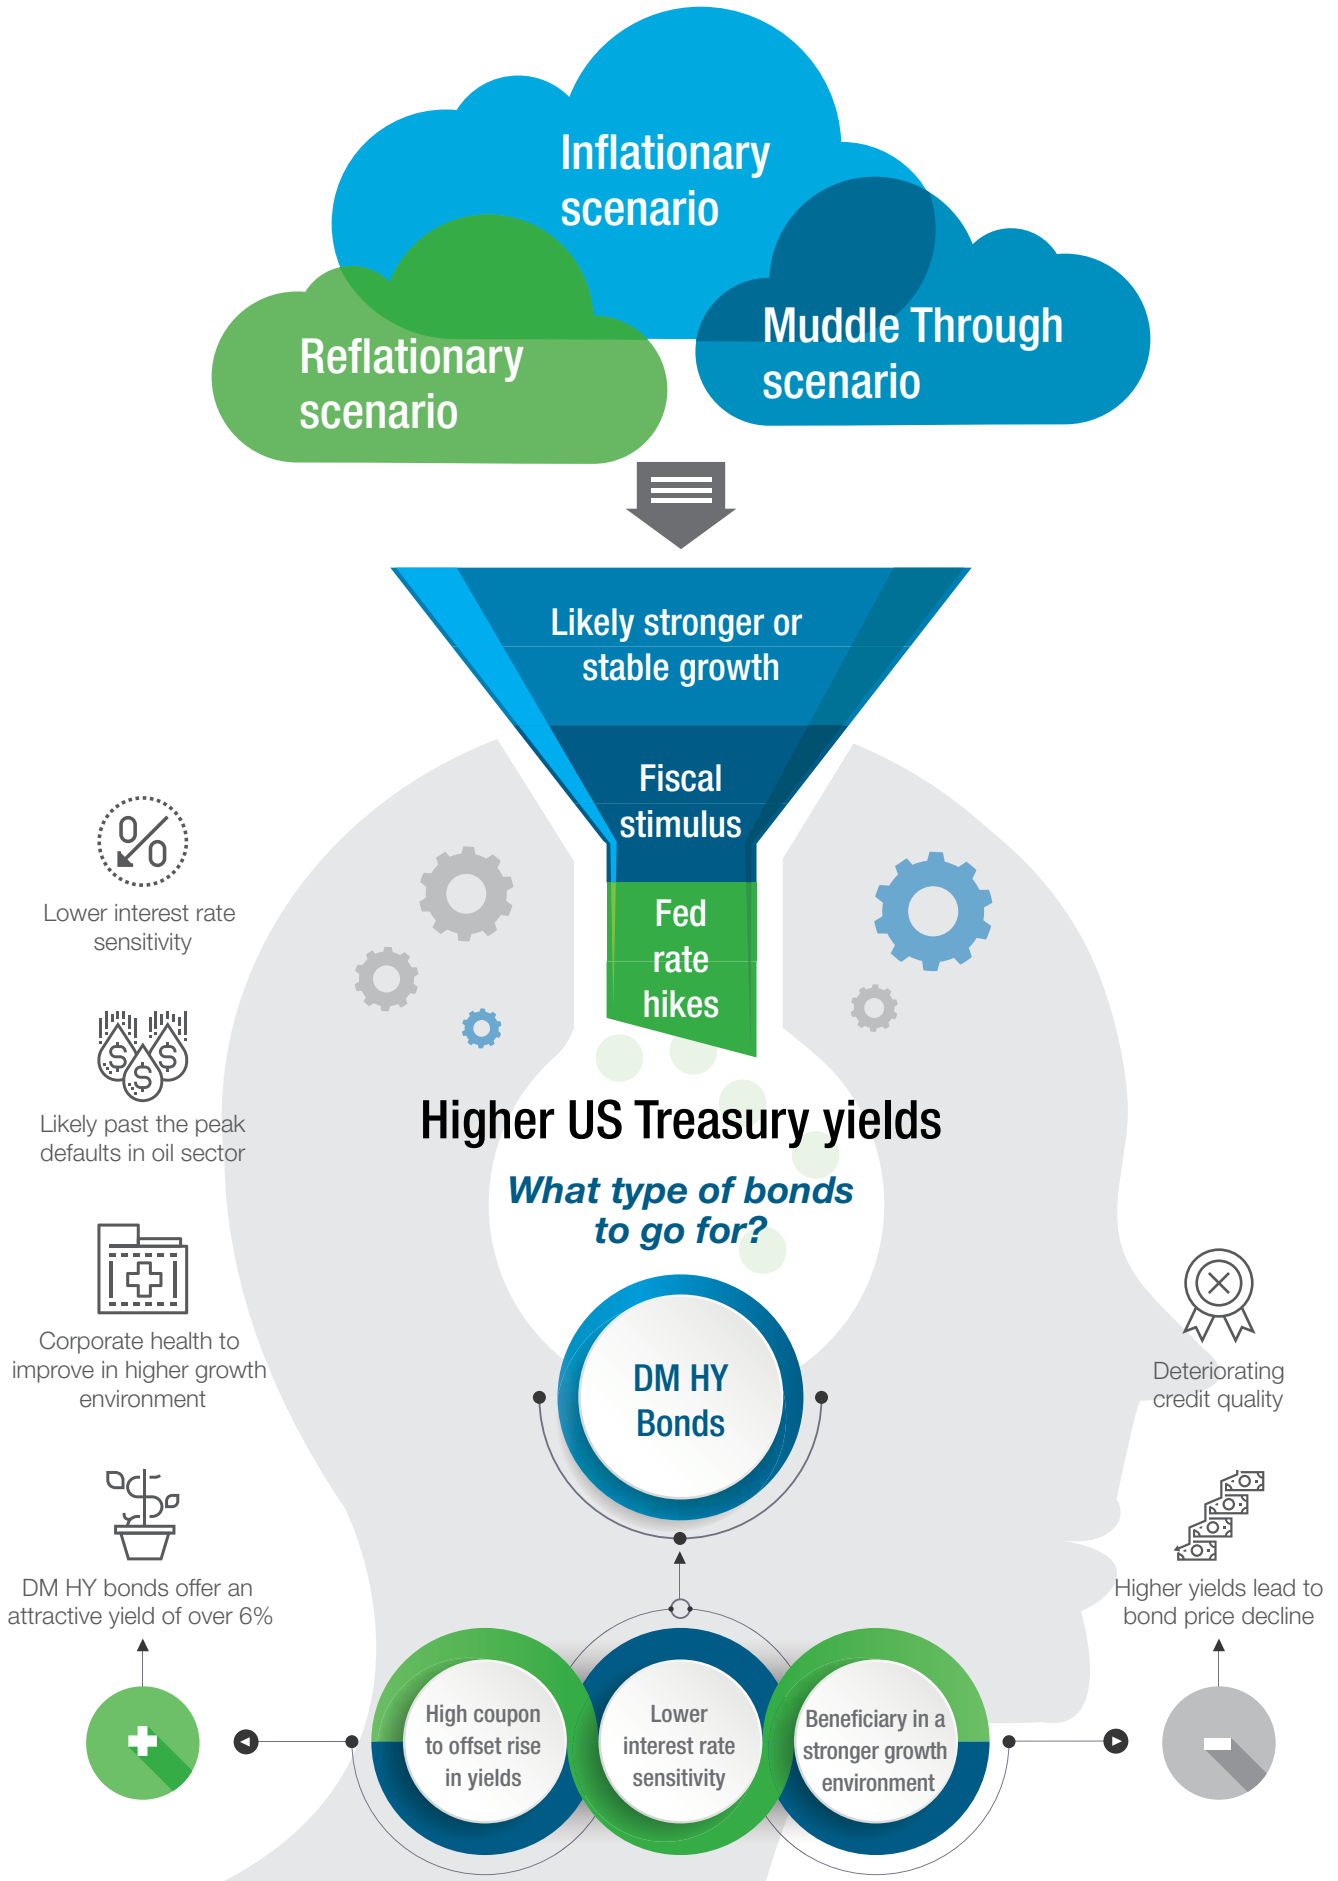 Inflationary
scenario
Reflationary
scenario
Muddle Through
scenario
Likely stronger or
stable growth
Fiscal
stimulus
Fed
rate
hikes
Higher US Treasury yields
What type of bonds
to go for?
DM HY
Bonds
Lower interest rate
sensitivity
Likely past the peak
defaults in oil sector
Corporate health to
improve in higher growth
environment
DM HY bonds offer an
attractive yield of over 6%
High coupon
to offset rise
in yields
Lower
interest rate
sensitivity
Beneficiary in a
stronger growth
environment
Deteriorating
credit quality
Higher yields lead to
bond price decline